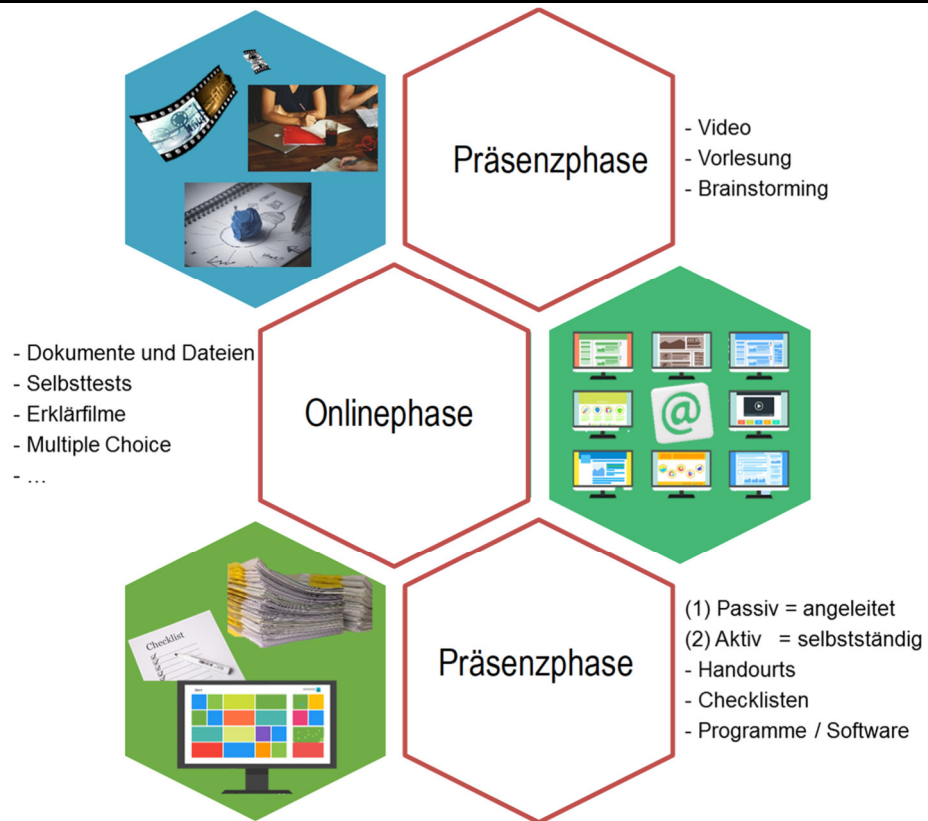 Präsenzphase
- Video
- Vorlesung
- Brainstorming
- Dokumente und Dateien
- Selbsttests
- Erklärfilme
- Multiple Choice
- ...
Onlinephase
@
Checklist
Präsenzphase
(1) Passiv = angeleitet
(2) Aktiv = selbstständig
- Handourts
- Checklisten
- Programme / Software